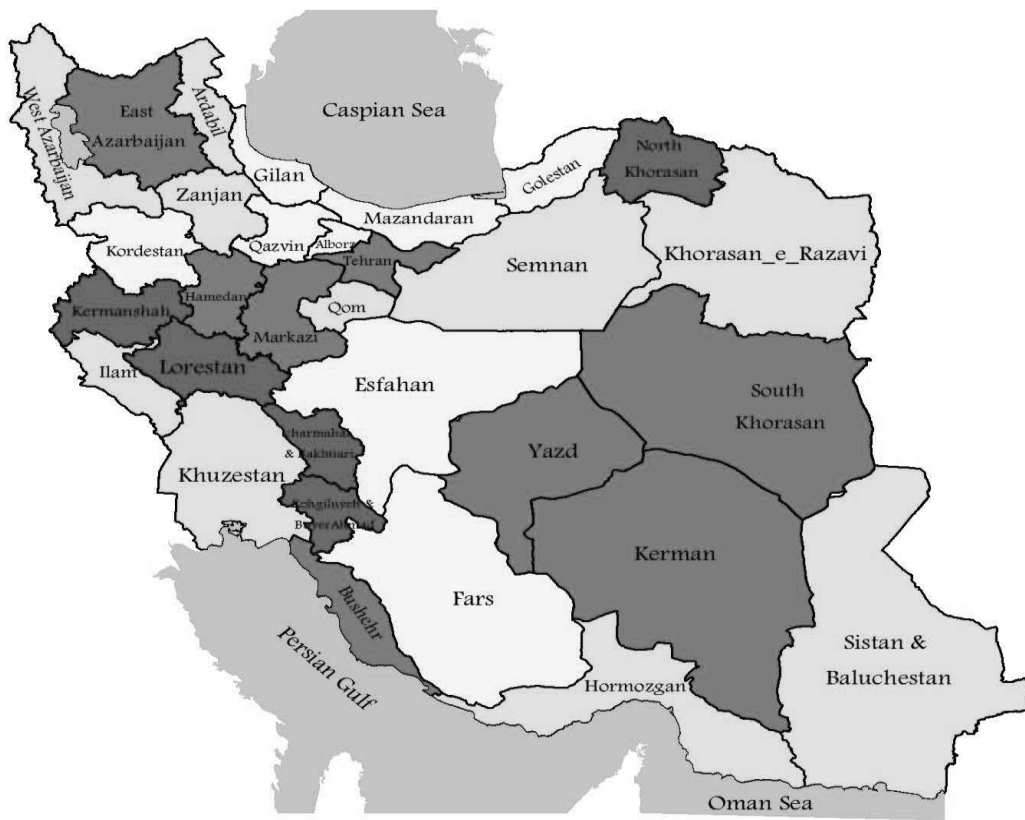 Caspian Sea
West Azarbaijan
East
Azarbaijan
Ardabil
Gilan
Zanjan
Mazandaran
Golestan
North
Khorasan
Kordestan
Qazvin
Alborz
Tehran
Semnan
Khorasan_e_Razavi
Kermanshah
Hamedan
Markazi
Qom
Ilam
Lorestan
Esfahan
South
Khorasan
Yazd
Khuzestan
& Bakhtiari
Kerman
Fars
Bushehr
Persian Gulf
Hormozgan
Sistan &
Baluchestan
Oman Sea